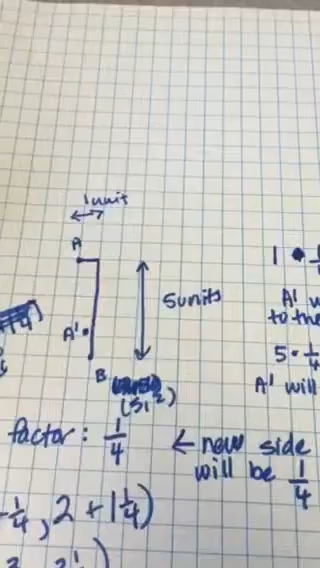 1 unit
A
5 units
A'
B
(5, 2)
1 •
A'
to the
5 • 1/4
A' will
factor: 1/4 ← new side
will be 1/4
-1/4, 2 + 1 1/4)